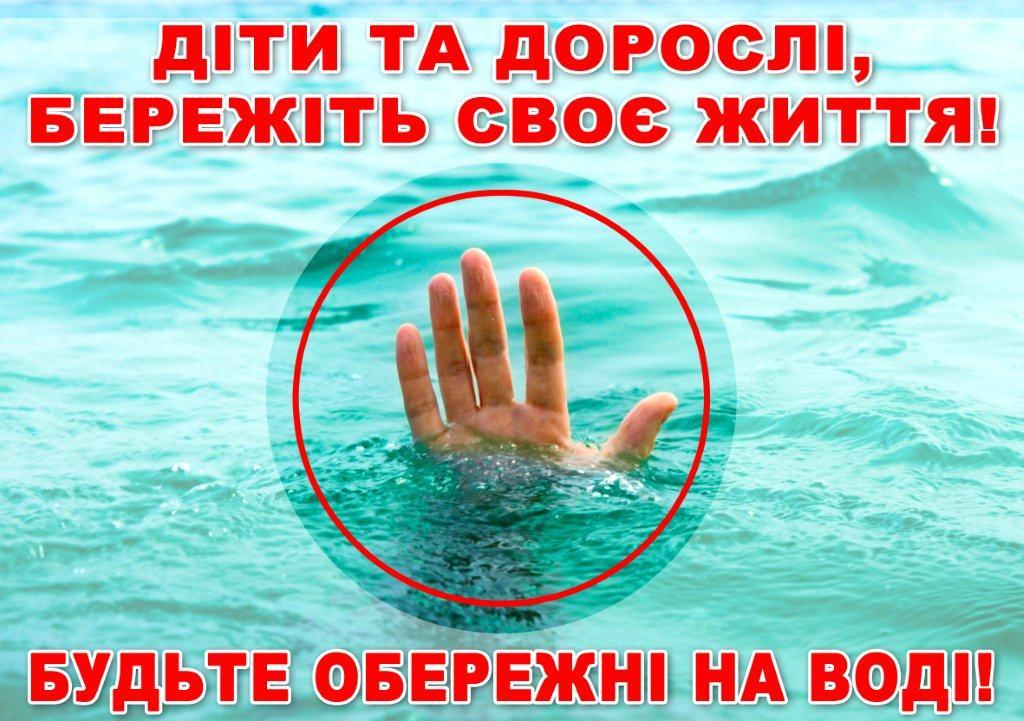 ДІТИ ТА ДОРОСЛІ,
БЕРЕЖІТЬ СВОЄ ЖИТТЯ!
БУДЬТЕ ОБЕРЕЖНІ НА ВОДІ!